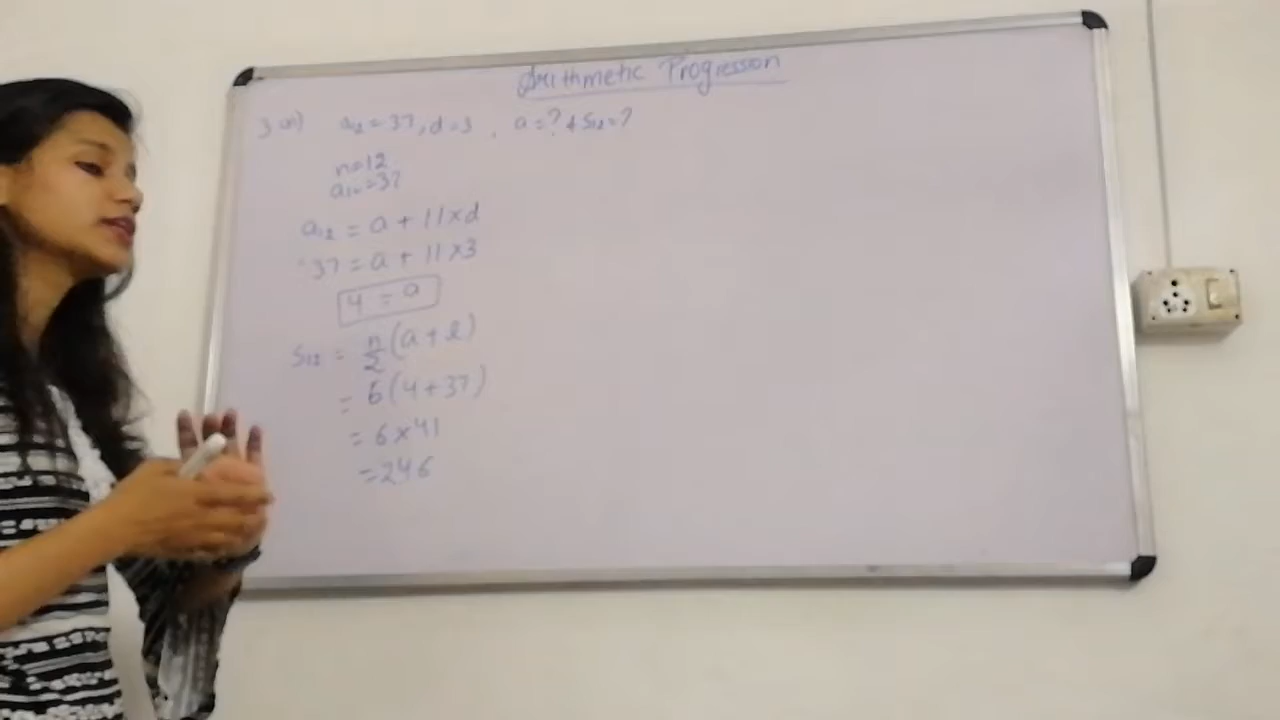 Arithmetic Progression
3 (iii) a₁₂ = 37, d = 3, a = ? & S₁₂ = ?
n = 12
a₁₂ = 37
a₁₂ = a + 11 × d
37 = a + 11 × 3
4 = a
S₁₂ = n/2 (a + l)
= 6 (4 + 37)
= 6 × 41
= 246